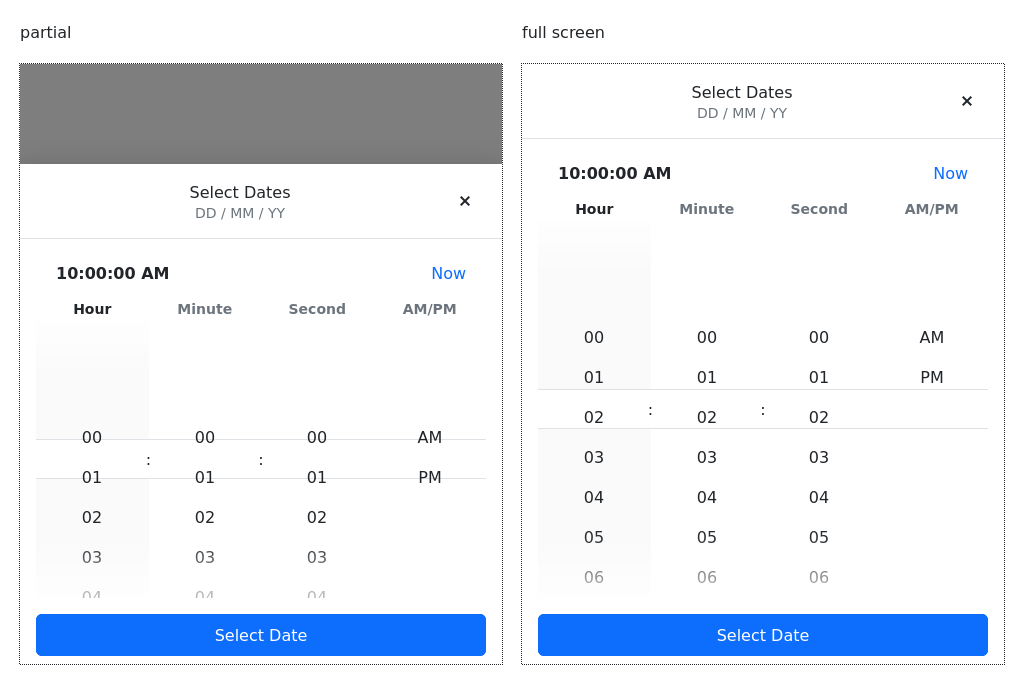 partial
Select Dates
DD / MM / YY
×
10:00:00 AM Now
Hour Minute Second AM/PM
00 00 00 AM
: :
01 01 01 PM
02 02 02
03 03 03
04 04 04
Select Date
full screen
Select Dates
DD / MM / YY
×
10:00:00 AM Now
Hour Minute Second AM/PM
00 00 00 AM
01 01 01 PM
02 : 02 : 02
03 03 03
04 04 04
05 05 05
06 06 06
Select Date